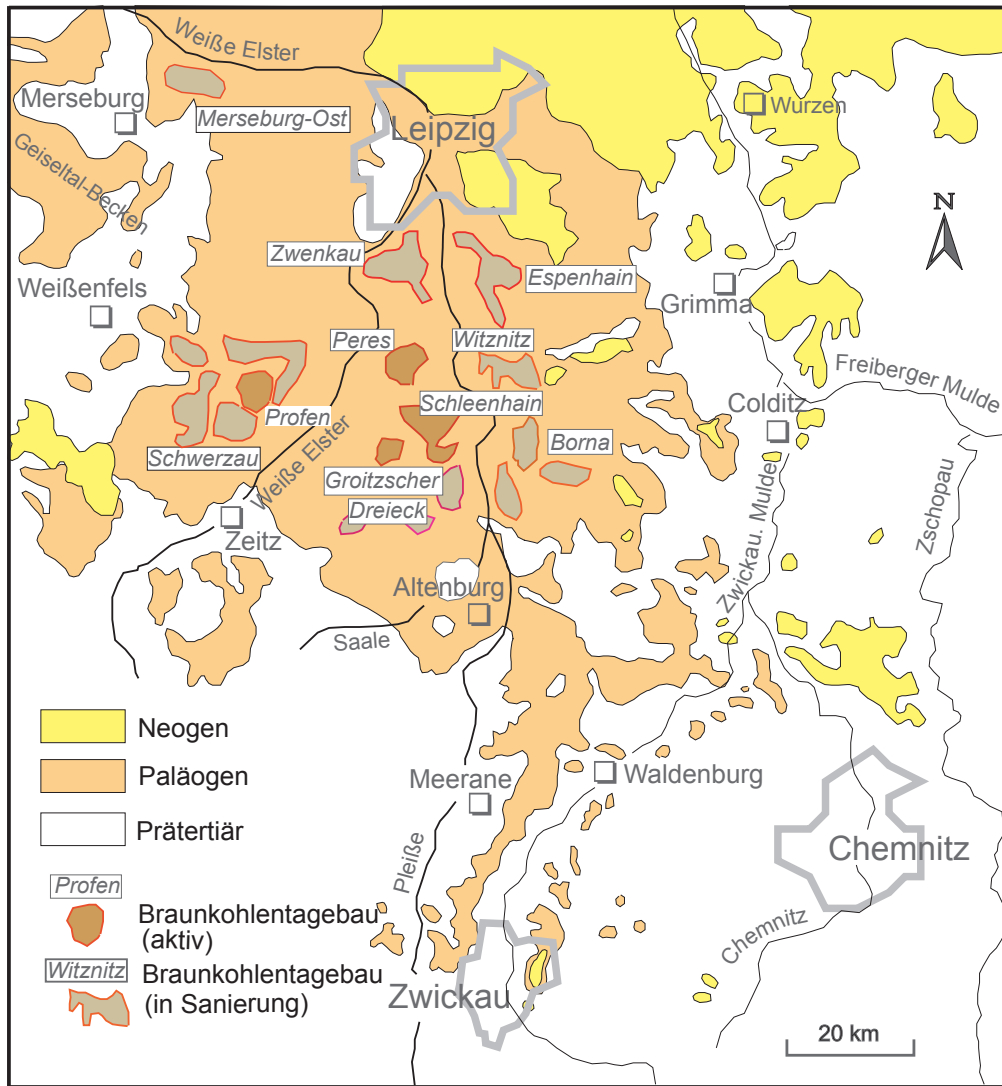 Weiße Elster
Merseburg
Merseburg-Ost
Leipzig
Wurzen
Geiseltal-Becken
N
Zwenkau
Espenhain
Weißenfels
Grimma
Peres
Witznitz
Freiberger Mulde
Profen
Schleenhain
Colditz
Schwerzau
Weiße Elster
Borna
Groitzscher
Dreieck
Zeitz
Zwickau. Mulde
Zschopau
Altenburg
Saale
Neogen
Paläogen
Prätertiär
Meerane
Waldenburg
Pleiße
Chemnitz
Profen
Braunkohlentagebau
(aktiv)
Witznitz
Braunkohlentagebau
(in Sanierung)
Chemnitz
Zwickau
20 km